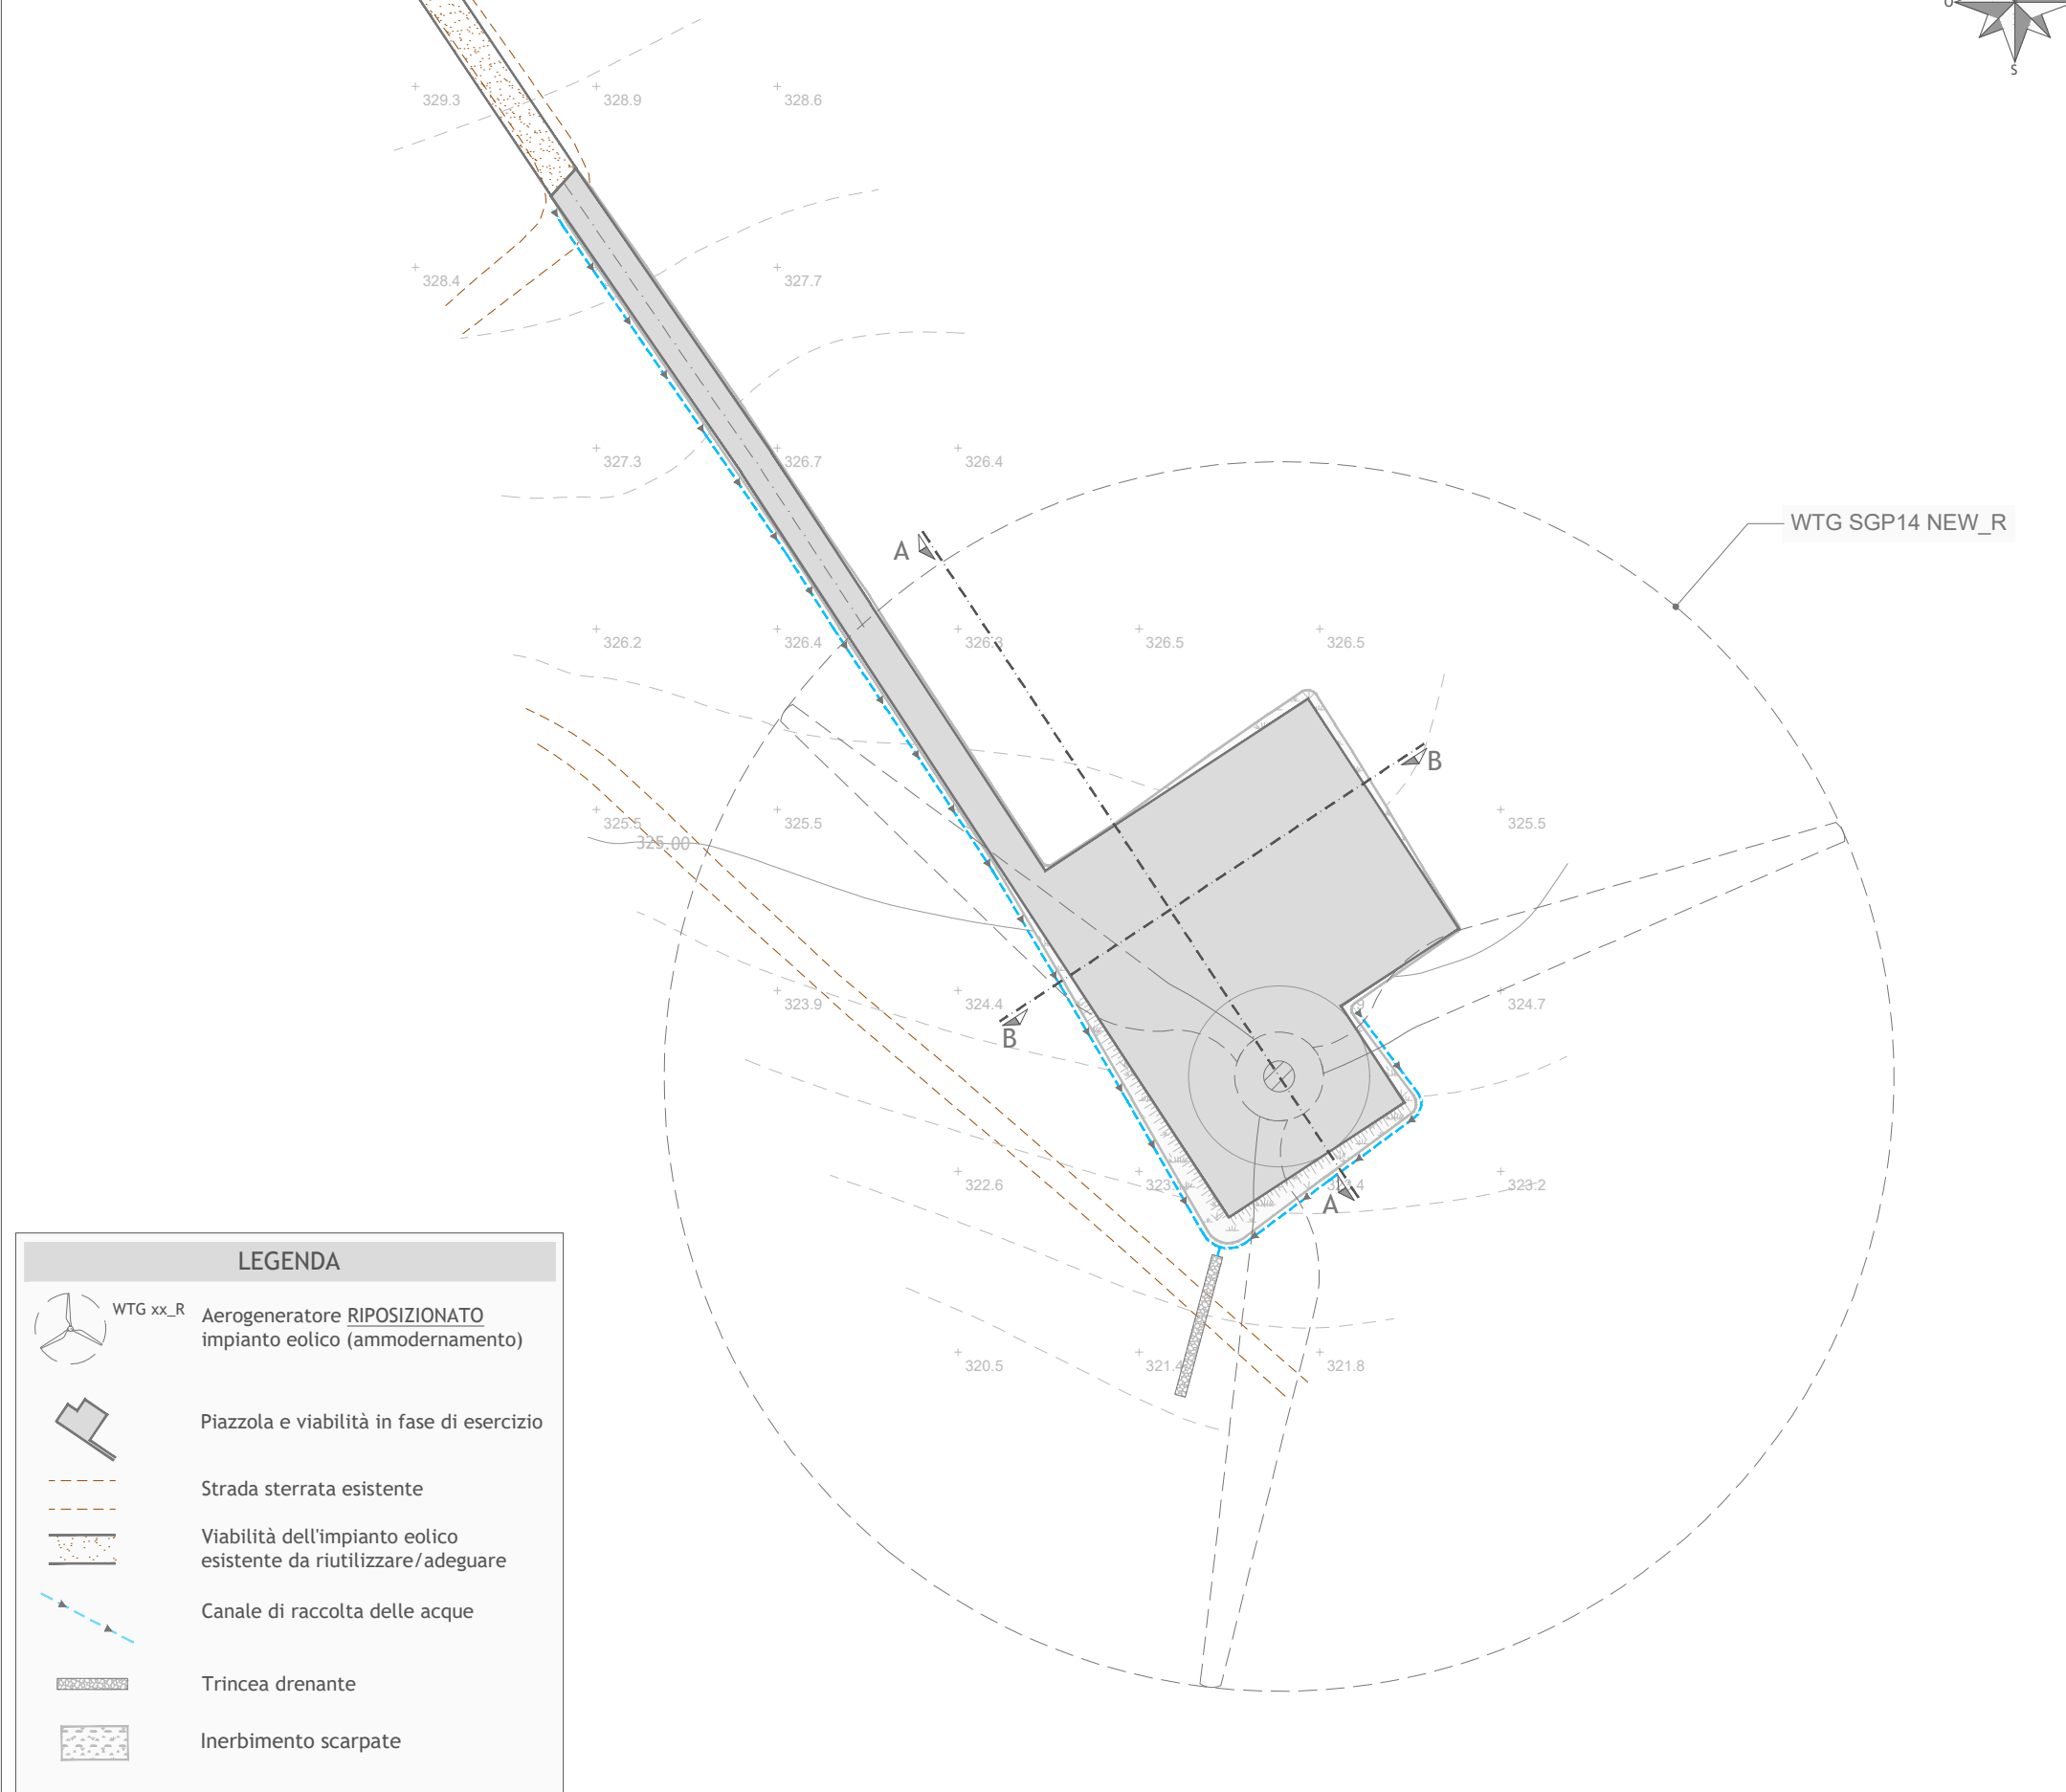 O
S
329.3
328.9
328.6
328.4
327.7
327.3
326.7
326.4
WTG SGP14 NEW_R
A
326.2
326.4
326.3
326.5
326.5
B
325.5
325.5
325.5
325.00
323.9
324.4
324.7
B
322.6
323.2
A
320.5
321.4
321.8
LEGENDA
WTG xx_R
Aerogeneratore RIPOSIZIONATO
impianto eolico (ammodernamento)
Piazzola e viabilità in fase di esercizio
Strada sterrata esistente
Viabilità dell'impianto eolico
esistente da riutilizzare/adeguare
Canale di raccolta delle acque
Trincea drenante
Inerbimento scarpate